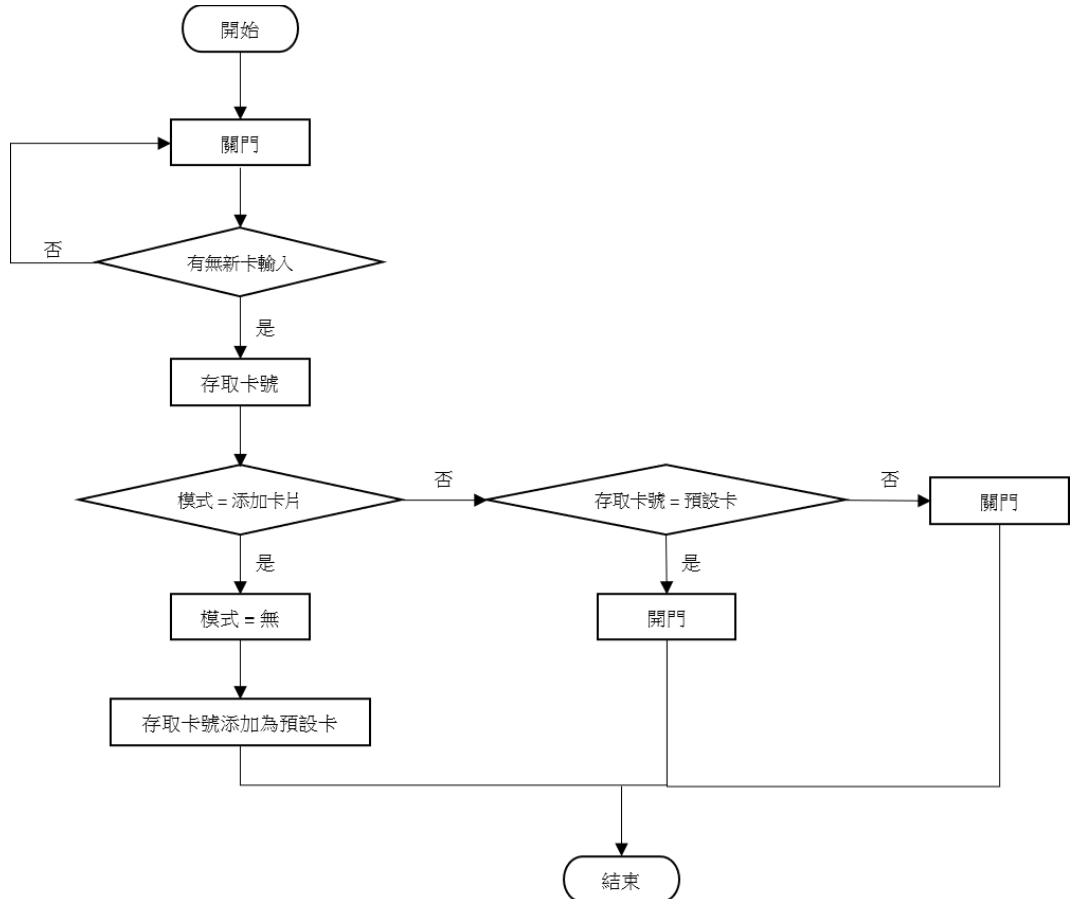 開始
關門
有無新卡輸入
否
是
存取卡號
模式 = 添加卡片
否
存取卡號 = 預設卡
否
關門
是
模式 = 無
是
開門
存取卡號添加為預設卡
結束